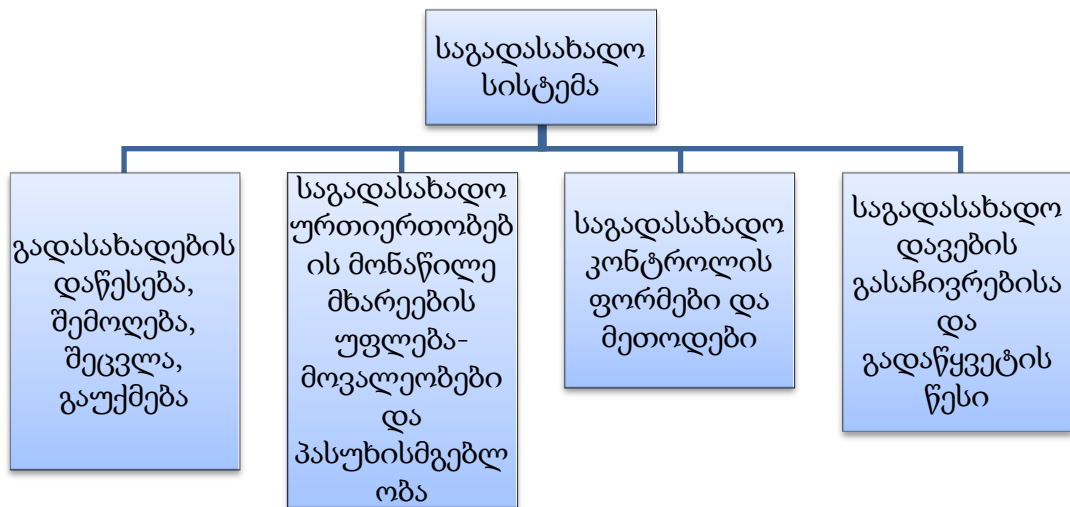 საგადასახადო
სისტემა
გადასახადების
დაწესება,
შემოღება,
შეცვლა,
გაუქმება
საგადასახადო
ურთიერთობებ
ის მონაწილე
მხარეების
უფლება-
მოვალეობები
და
პასუხისმგებლ
ობა
საგადასახადო
კონტროლის
ფორმები და
მეთოდები
საგადასახადო
დავების
გასაჩივრებისა
და
გადაწყვეტის
წესი